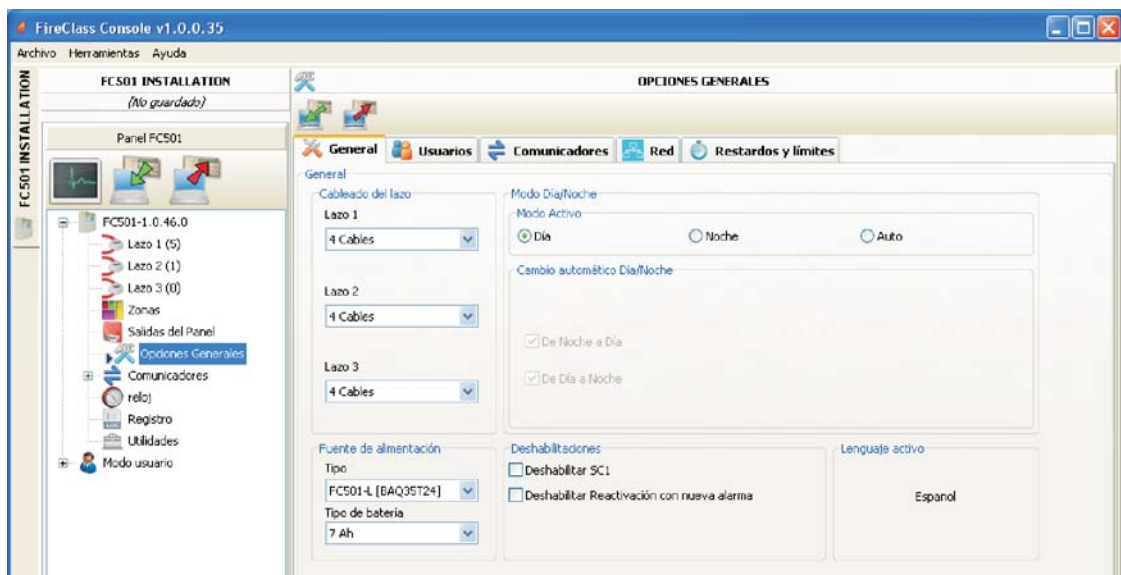 FireClass Console v1.0.0.35
Archivo Herramientas Ayuda
FC501 INSTALLATION
FC501 INSTALLATION
(No guardado)
Panel FC501
FC501-1.0.46.0
Lazo 1 (5)
Lazo 2 (1)
Lazo 3 (0)
Zonas
Salidas del Panel
Opciones Generales
Comunicadores
reloj
Registro
Utilidades
Modo usuario
OPCIONES GENERALES
General Usuarios Comunicadores Red Restardos y límites
General
Cableado del lazo
Lazo 1
4 Cables
Lazo 2
4 Cables
Lazo 3
4 Cables
Modo Día/Noche
Modo Activo
Día Noche Auto
Cambio automático Dia/Noche
De Noche a Día
De Día a Noche
Fuente de almentación
Tipo
FC501-L [BAQ35T24]
Tipo de bateria
7 Ah
Deshabilitaciones
Deshabilitar SC1
Deshabilitar Reactivación con nueva alarma
Lenguaje activo
Espanol